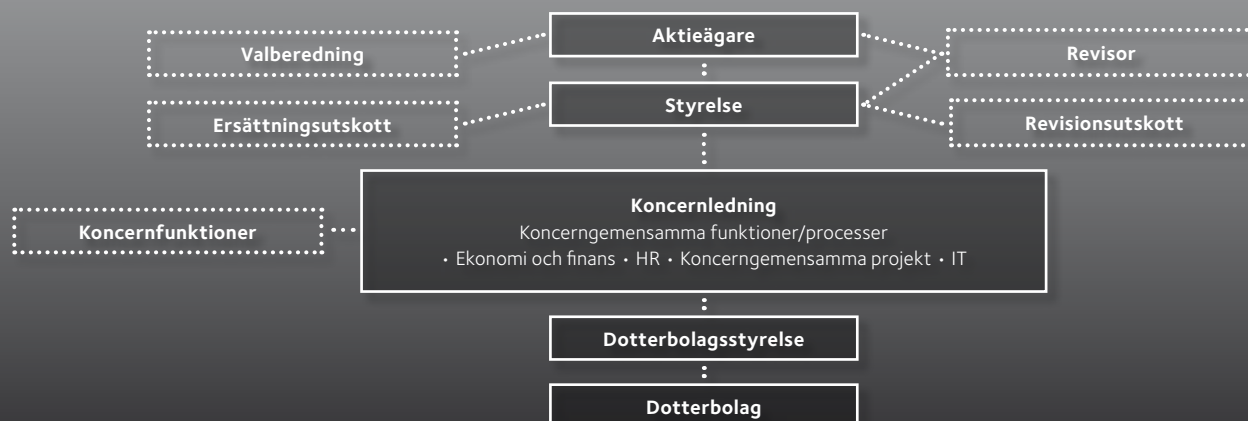 Aktieägare
Valberedning
Revisor
Styrelse
Ersättningsutskott
Revisionsutskott
Koncernledning
Koncerngemensamma funktioner/processer
• Ekonomi och finans • HR • Koncerngemensamma projekt • IT
Koncernfunktioner
Dotterbolagsstyrelse
Dotterbolag